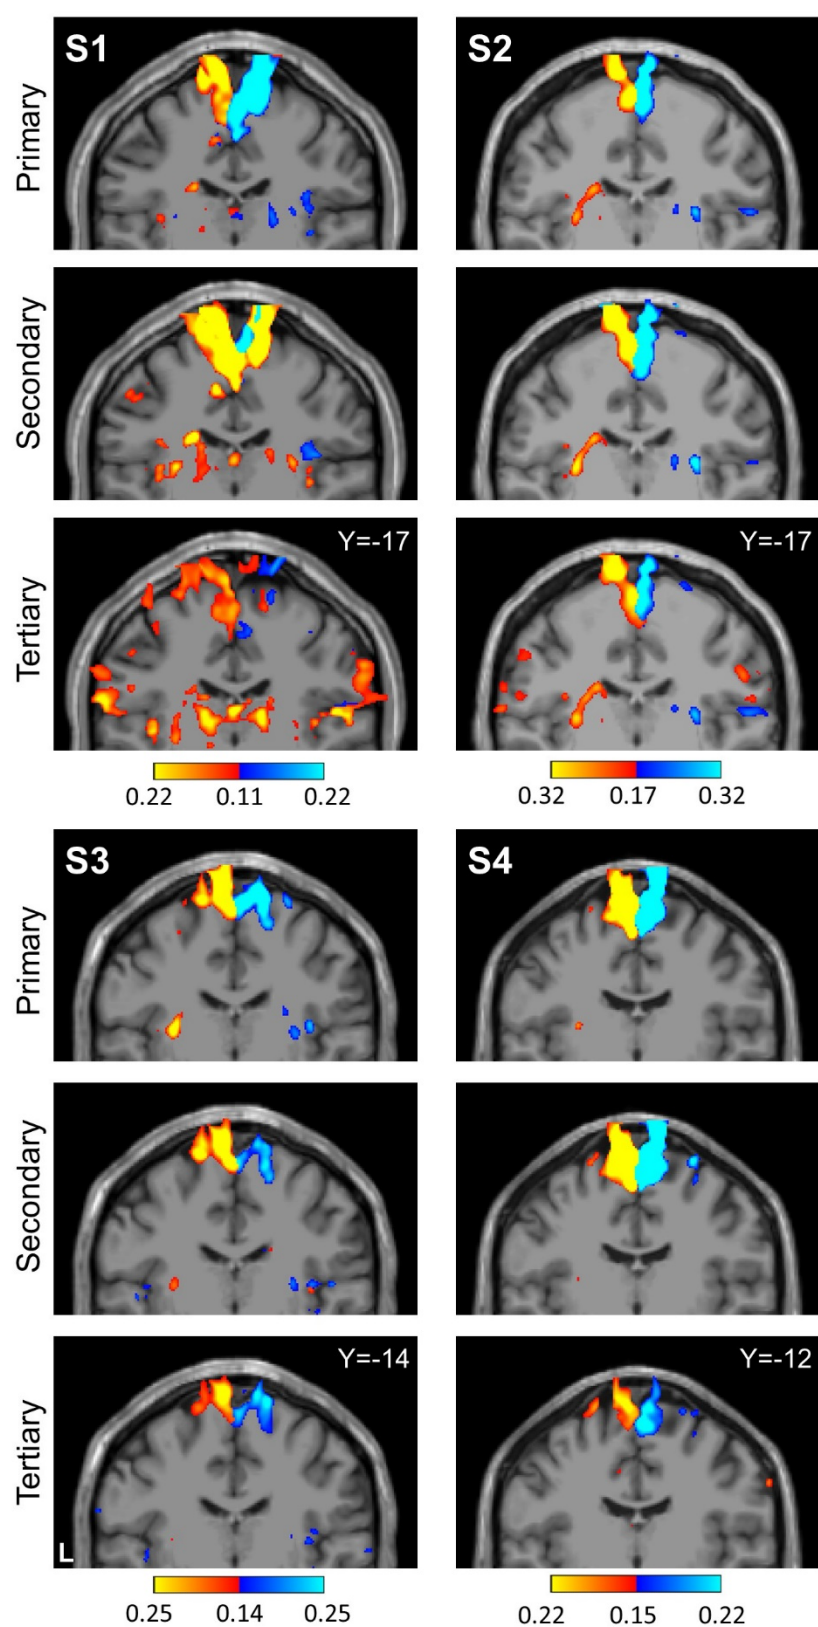 S1
S2
Primary
Secondary
Tertiary
Y=-17
Y=-17
0.22 0.11 0.22
0.32 0.17 0.32
S3
S4
Primary
Secondary
Tertiary
Y=-14
Y=-12
L
0.25 0.14 0.25
0.22 0.15 0.22